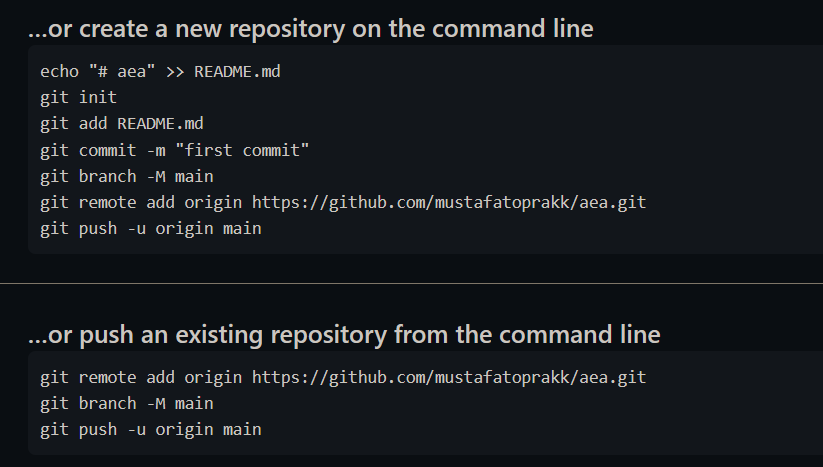 ...or create a new repository on the command line
echo "# aea" >> README.md
git init
git add README.md
git commit -m "first commit"
git branch -M main
git remote add origin https://github.com/mustafatoprakk/aea.git
git push -u origin main
...or push an existing repository from the command line
git remote add origin https://github.com/mustafatoprakk/aea.git
git branch -M main
git push -u origin main